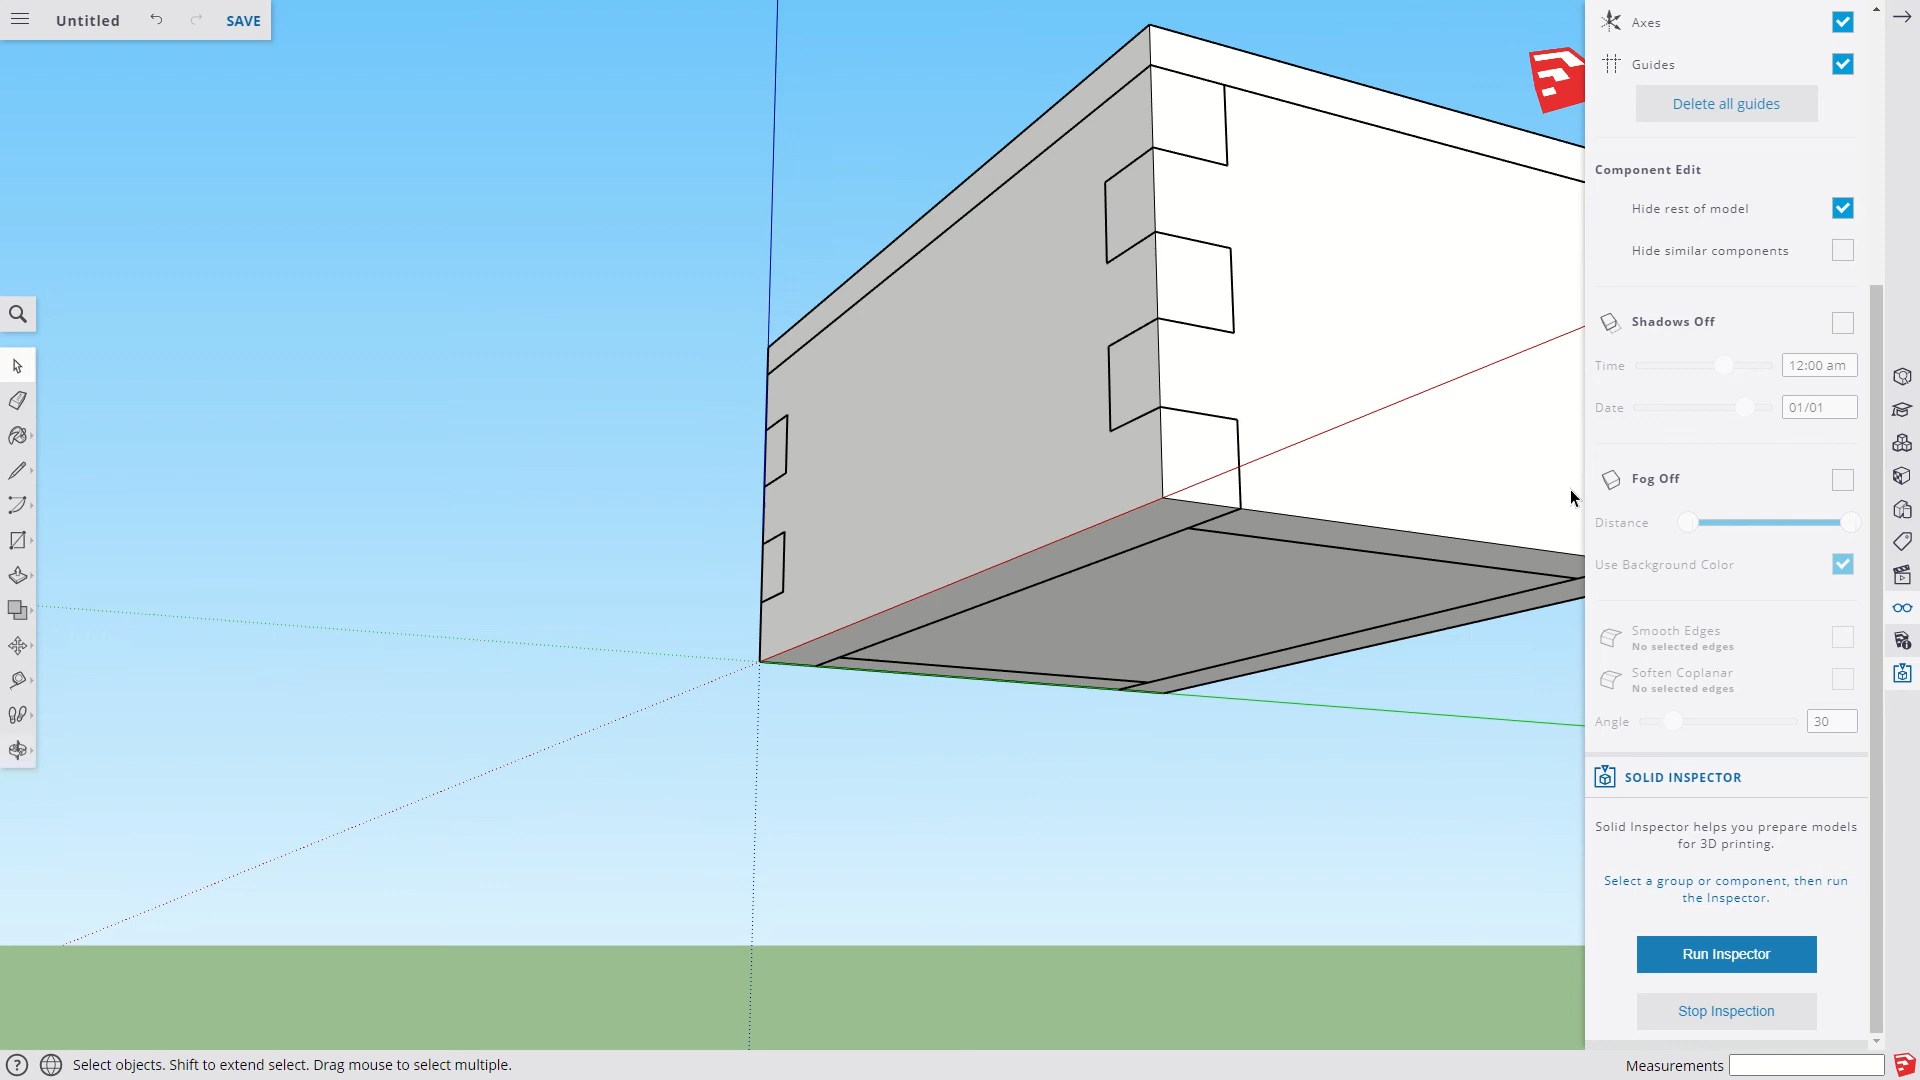 Untitled
SAVE
Axes
Guides
Delete all guides
Component Edit
Hide rest of model
Hide similar components
Shadows Off
Time
12:00 am
Date
01/01
Fog Off
Distance
Use Background Color
Smooth Edges
No selected edges
Soften Coplanar
No selected edges
Angle
30
SOLID INSPECTOR
Solid Inspector helps you prepare models
for 3D printing.
Select a group or component, then run
the Inspector.
Run Inspector
Stop Inspection
Select objects. Shift to extend select. Drag mouse to select multiple.
Measurements